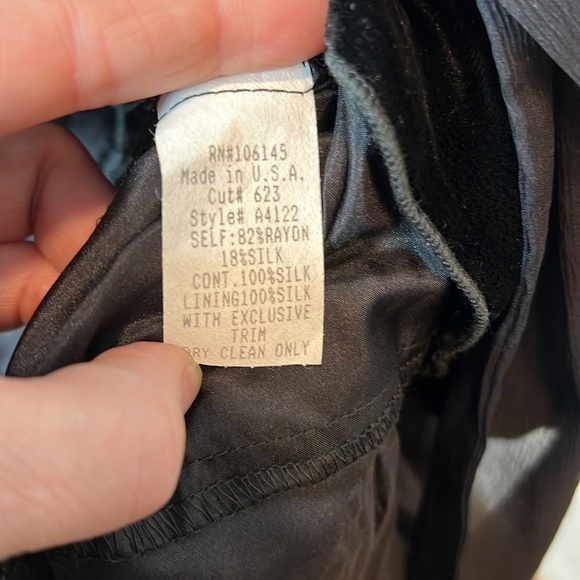 RN#106145
Made in U.S.A.
Cut# 623
Style# A4122
SELF:82%RAYON
18%SILK
CONT.100%SILK
LINING100%SILK
WITH EXCLUSIVE
TRIM
DRY CLEAN ONLY